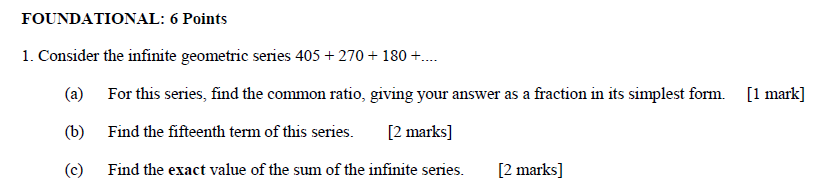 FOUNDATIONAL: 6 Points
1. Consider the infinite geometric series 405 + 270 + 180 +....
(a) For this series, find the common ratio, giving your answer as a fraction in its simplest form. [1 mark]
(b) Find the fifteenth term of this series. [2 marks]
(c) Find the exact value of the sum of the infinite series. [2 marks]